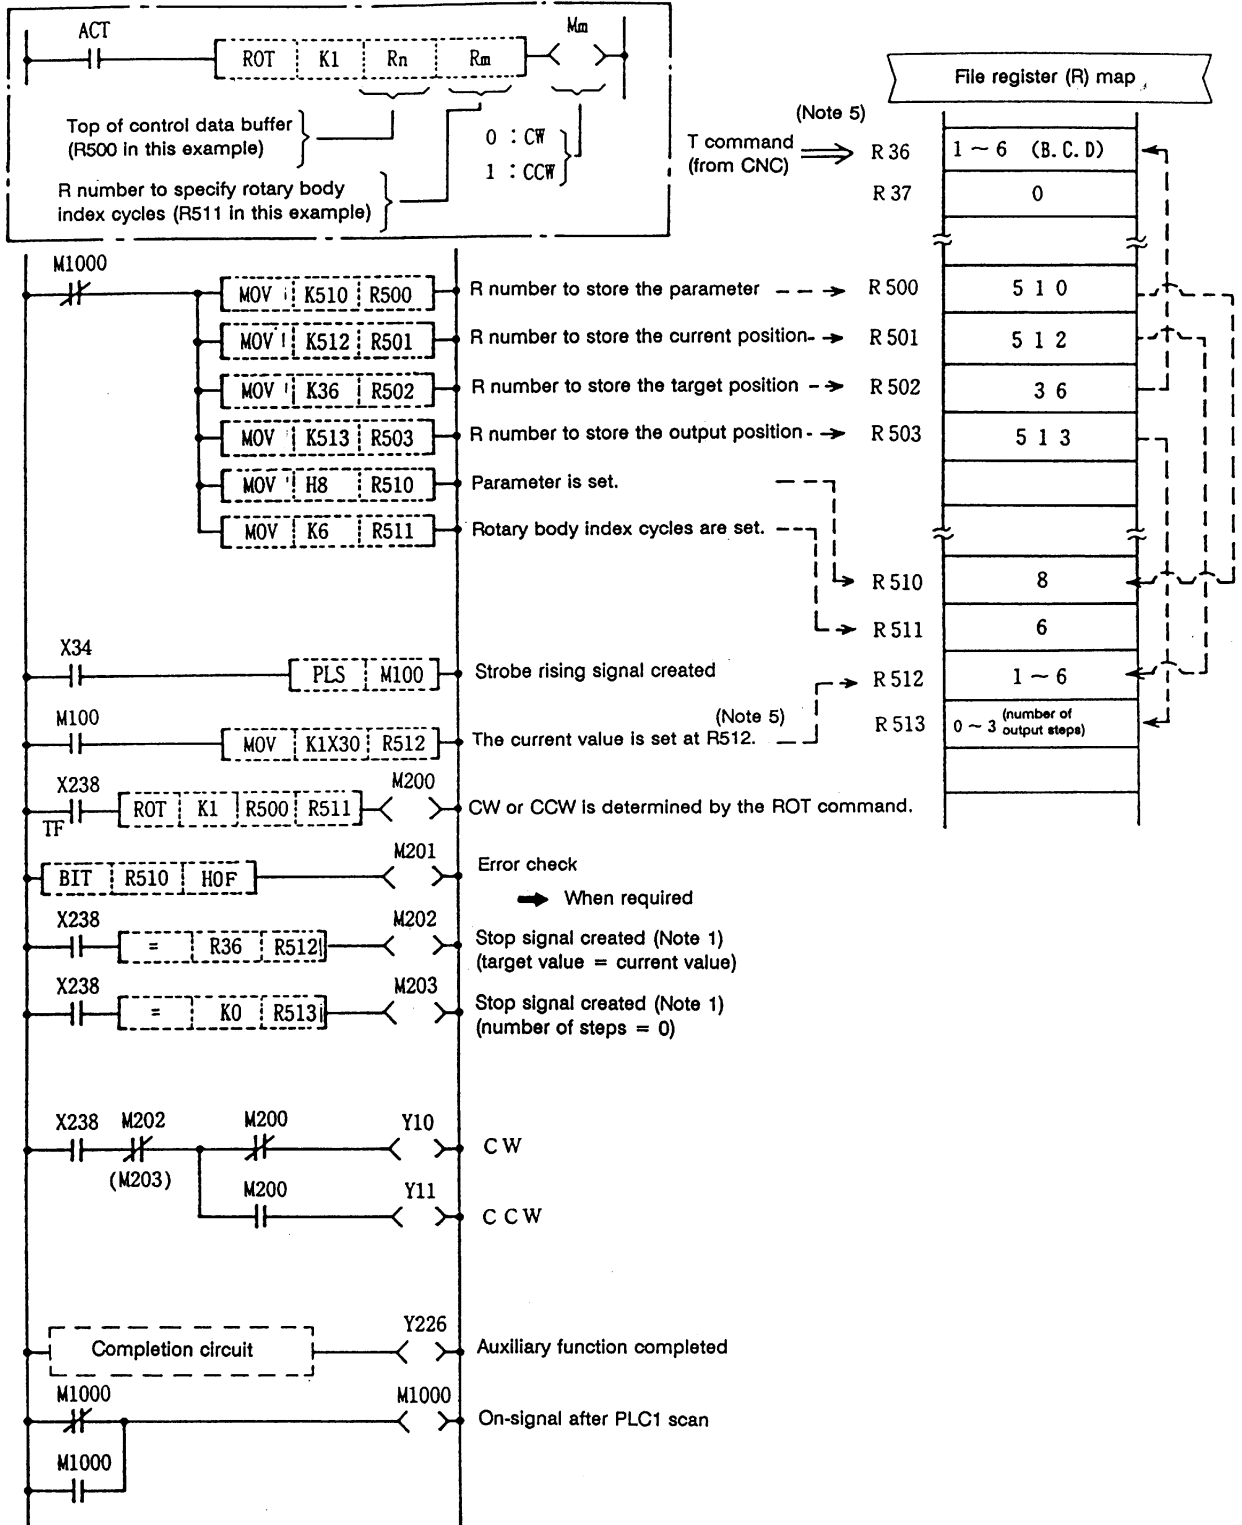 ACT
Mm
ROT K1 Rn Rm
Top of control data buffer
(R500 in this example)
0 : CW
1 : CCW
R number to specify rotary body
index cycles (R511 in this example)
File register (R) map
(Note 5)
T command
(from CNC)
R 36 1 ~ 6 (B.C.D)
R 37 0
M1000
MOV K510 R500 R number to store the parameter R 500 5 1 0
MOV K512 R501 R number to store the current position R 501 5 1 2
MOV K36 R502 R number to store the target position R 502 3 6
MOV K513 R503 R number to store the output position R 503 5 1 3
MOV H8 R510 Parameter is set.
MOV K6 R511 Rotary body index cycles are set.
R 510 8
R 511 6
R 512 1 ~ 6
R 513 0 ~ 3 (number of
output steps)
X34
PLS M100 Strobe rising signal created
M100
(Note 5)
MOV K1X30 R512 The current value is set at R512.
X238
M200
TF
ROT K1 R500 R511 CW or CCW is determined by the ROT command.
M201
BIT R510 H0F Error check
When required
X238 M202
= R36 R512 Stop signal created (Note 1)
(target value = current value)
X238 M203
= K0 R513 Stop signal created (Note 1)
(number of steps = 0)
X238 M202 M200 Y10
CW
(M203)
M200 Y11
CCW
Y226
Completion circuit Auxiliary function completed
M1000 M1000
On-signal after PLC1 scan
M1000